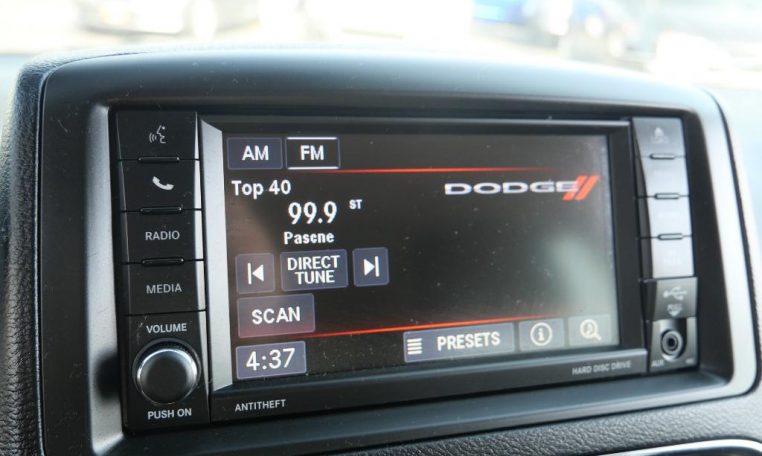 AM FM
Top 40
DODGE
99.9 ST
Pasene
RADIO
DIRECT
TUNE
MEDIA
SCAN
VOLUME
4:37
PRESETS
PUSH ON
ANTITHEFT
HARD DISC DRIVE
AUX